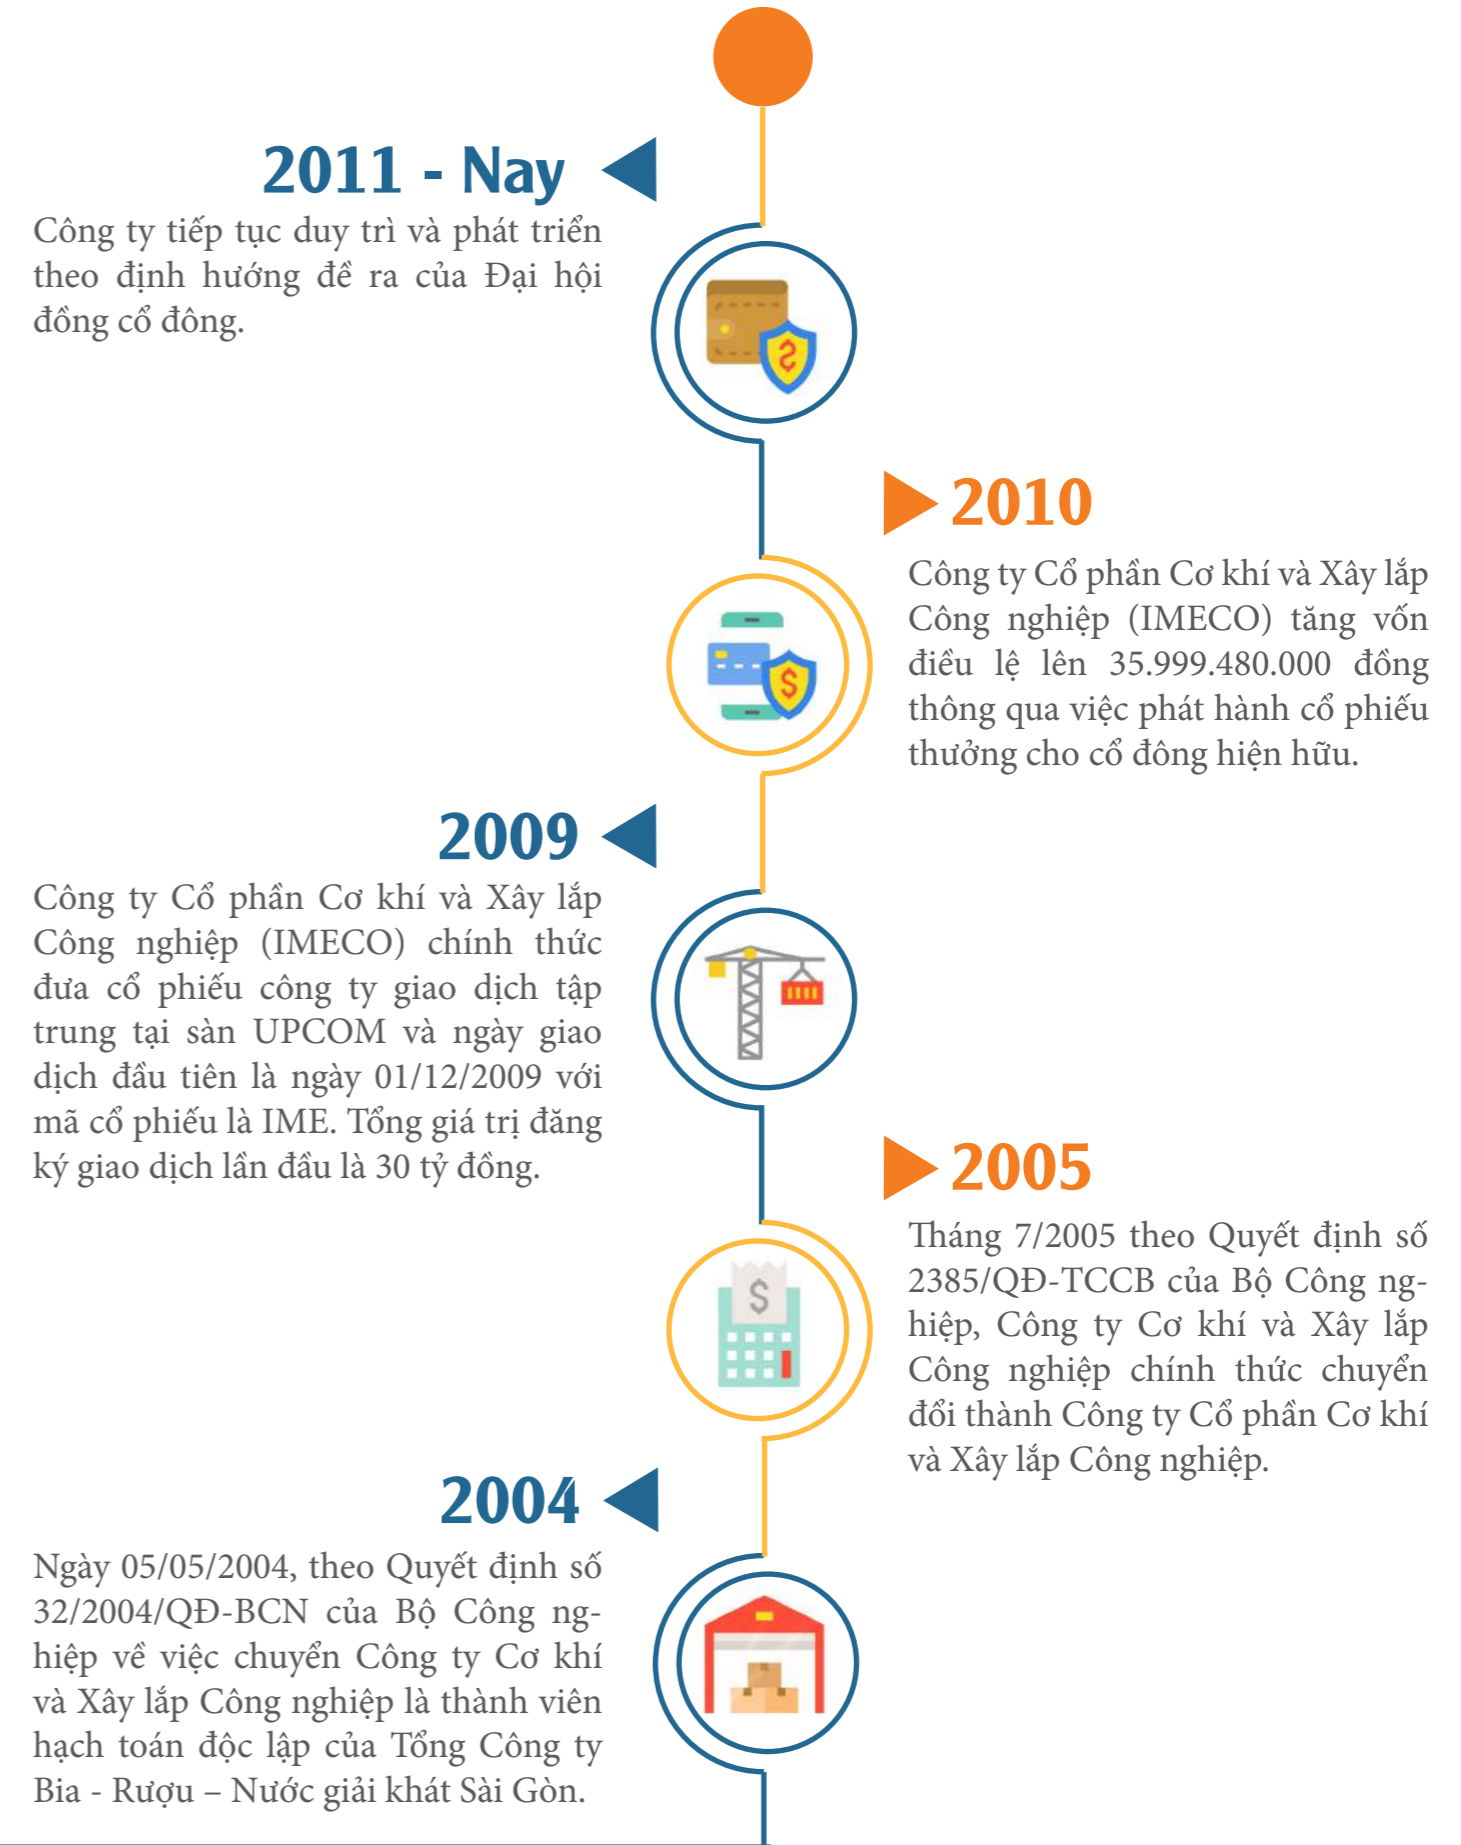 2011 - Nay
Công ty tiếp tục duy trì và phát triển
theo định hướng đề ra của Đại hội
đồng cổ đông.
2010
Công ty Cổ phần Cơ khí và Xây lắp
Công nghiệp (IMECO) tăng vốn
điều lệ lên 35.999.480.000 đồng
thông qua việc phát hành cổ phiếu
thưởng cho cổ đông hiện hữu.
2009
Công ty Cổ phần Cơ khí và Xây lắp
Công nghiệp (IMECO) chính thức
đưa cổ phiếu công ty giao dịch tập
trung tại sàn UPCOM và ngày giao
dịch đầu tiên là ngày 01/12/2009 với
mã cổ phiếu là IME. Tổng giá trị đăng
ký giao dịch lần đầu là 30 tỷ đồng.
2005
Tháng 7/2005 theo Quyết định số
2385/QĐ-TCCB của Bộ Công ng-
hiệp, Công ty Cơ khí và Xây lắp
Công nghiệp chính thức chuyển
đổi thành Công ty Cổ phần Cơ khí
và Xây lắp Công nghiệp.
2004
Ngày 05/05/2004, theo Quyết định số
32/2004/QĐ-BCN của Bộ Công ng-
hiệp về việc chuyển Công ty Cơ khí
và Xây lắp Công nghiệp là thành viên
hạch toán độc lập của Tổng Công ty
Bia - Rượu – Nước giải khát Sài Gòn.